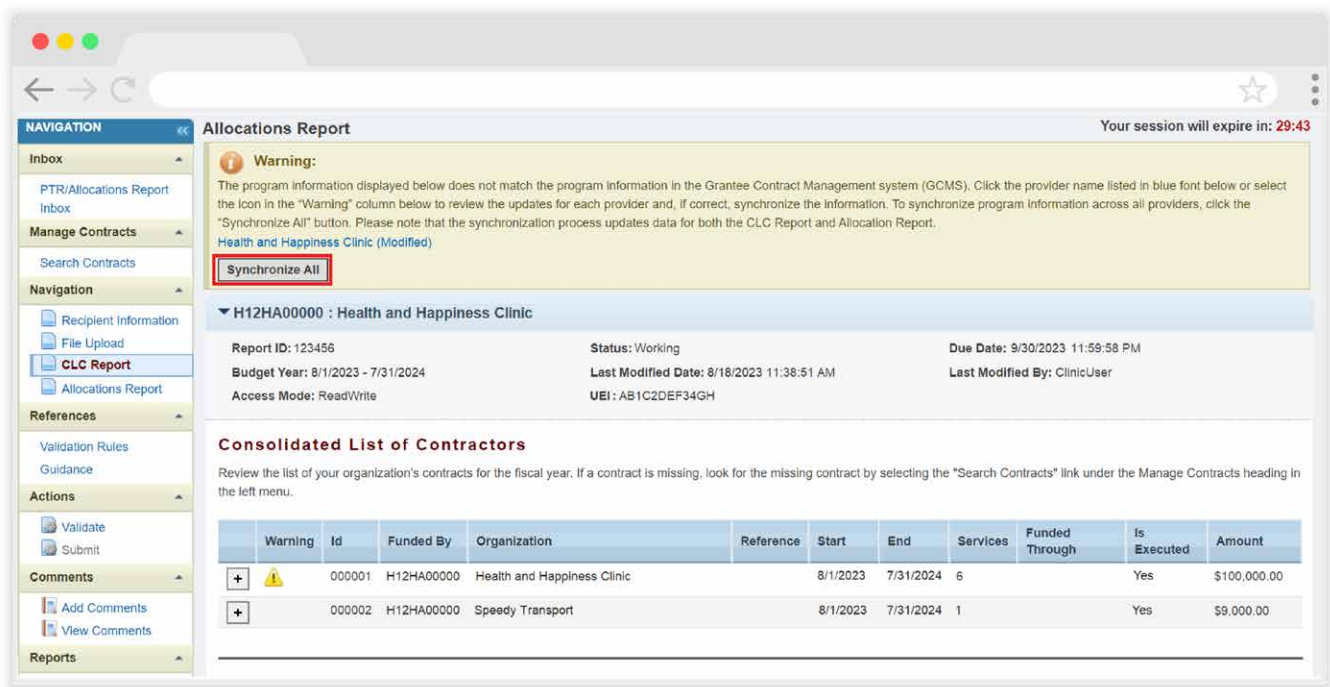 NAVIGATION
Inbox
PTR/Allocations Report
Inbox
Manage Contracts
Search Contracts
Navigation
Recipient Information
File Upload
CLC Report
Allocations Report
References
Validation Rules
Guidance
Actions
Validate
Submit
Comments
Add Comments
View Comments
Reports
Allocations Report
Your session will expire in: 29:43
Warning:
The program information displayed below does not match the program information in the Grantee Contract Management system (GCMS). Click the provider name listed in blue font below or select
the icon in the “Warning” column below to review the updates for each provider and, if correct, synchronize the information. To synchronize program information across all providers, click the
“Synchronize All” button. Please note that the synchronization process updates data for both the CLC Report and Allocation Report.
Health and Happiness Clinic (Modified)
Synchronize All
H12HA00000 : Health and Happiness Clinic
Report ID: 123456 Status: Working Due Date: 9/30/2023 11:59:58 PM
Budget Year: 8/1/2023 - 7/31/2024 Last Modified Date: 8/18/2023 11:38:51 AM Last Modified By: ClinicUser
Access Mode: ReadWrite UEI: AB1C2DEF34GH
Consolidated List of Contractors
Review the list of your organization's contracts for the fiscal year. If a contract is missing, look for the missing contract by selecting the "Search Contracts" link under the Manage Contracts heading in
the left menu.
Warning Id Funded By Organization Reference Start End Services Funded Through Is Executed Amount
000001 H12HA00000 Health and Happiness Clinic 8/1/2023 7/31/2024 6 Yes $100,000.00
000002 H12HA00000 Speedy Transport 8/1/2023 7/31/2024 1 Yes $9,000.00